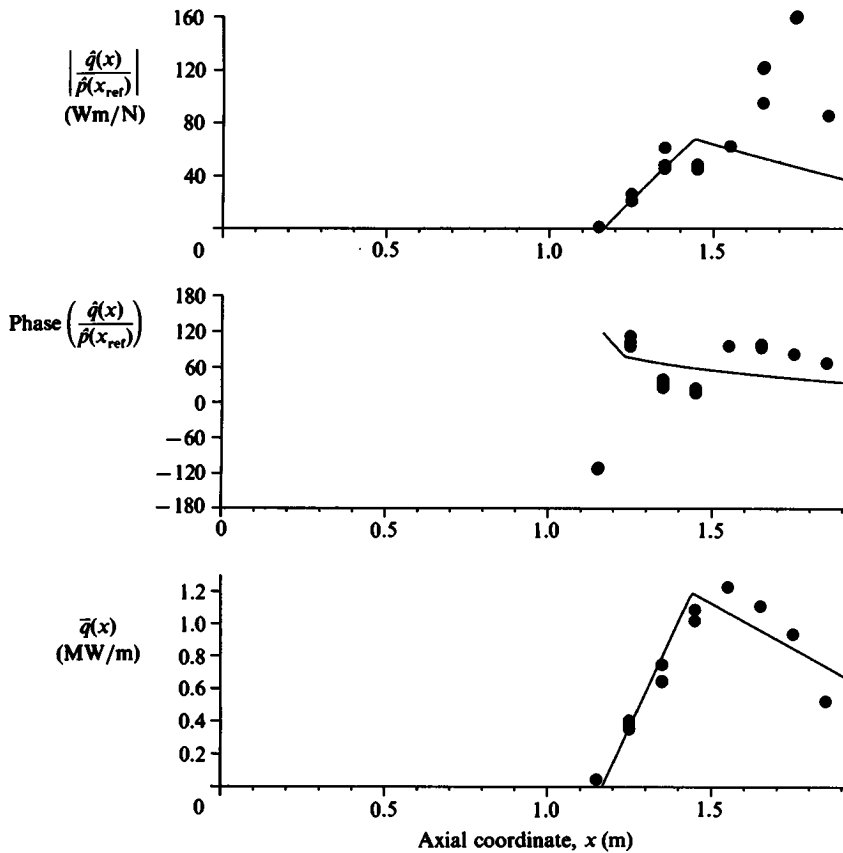 160
120
80
40
0
| q̂(x) / p̂(x_ref) |
(Wm/N)
0.5 1.0 1.5
180
120
60
0
−60
−120
−180
Phase ( q̂(x) / p̂(x_ref) )
0 0.5 1.0 1.5
1.2
1.0
0.8
0.6
0.4
0.2
0
q̄(x)
(MW/m)
0.5 1.0 1.5
Axial coordinate, x (m)